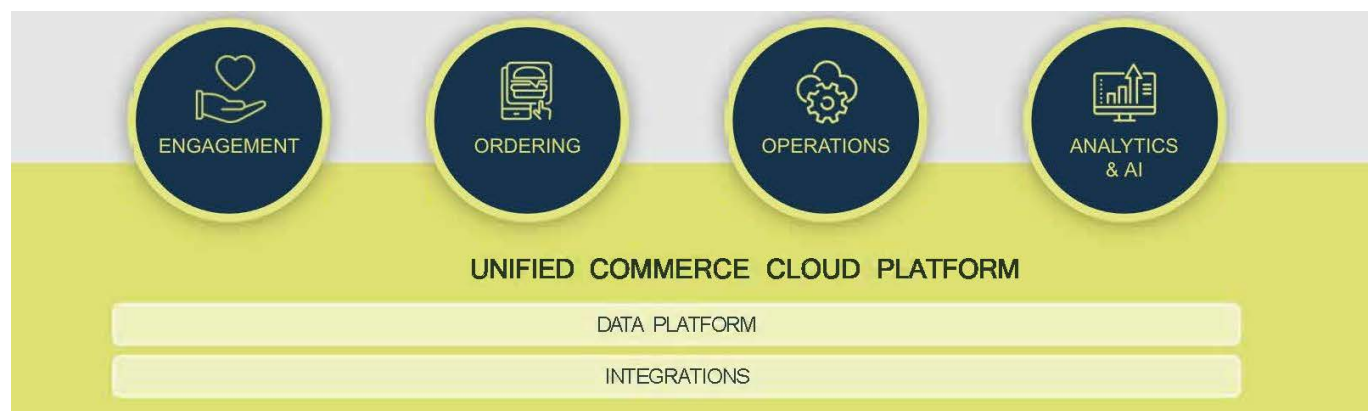 ENGAGEMENT
ORDERING
OPERATIONS
ANALYTICS
& AI
UNIFIED COMMERCE CLOUD PLATFORM
DATA PLATFORM
INTEGRATIONS